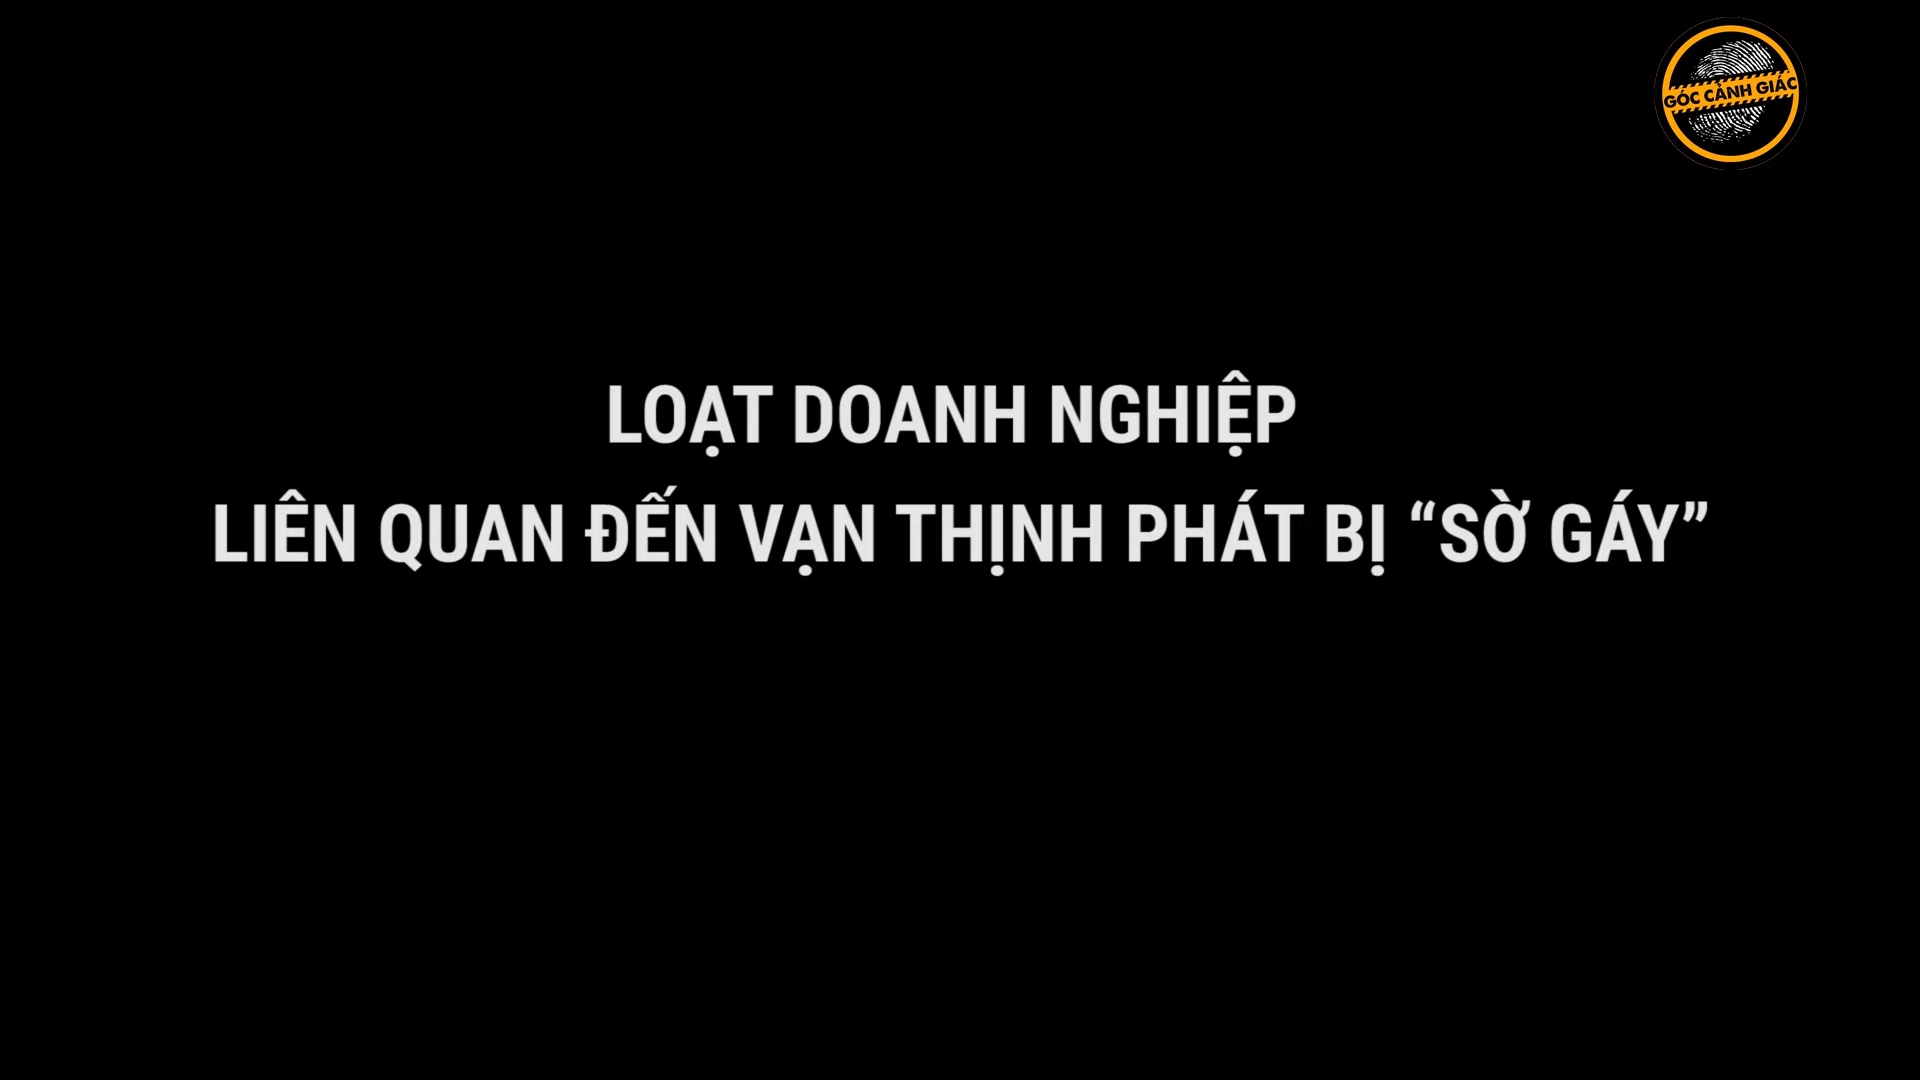 GÓC CẢNH GIÁC
LOẠT DOANH NGHIỆP
LIÊN QUAN ĐẾN VẠN THỊNH PHÁT BỊ “SỜ GÁY”